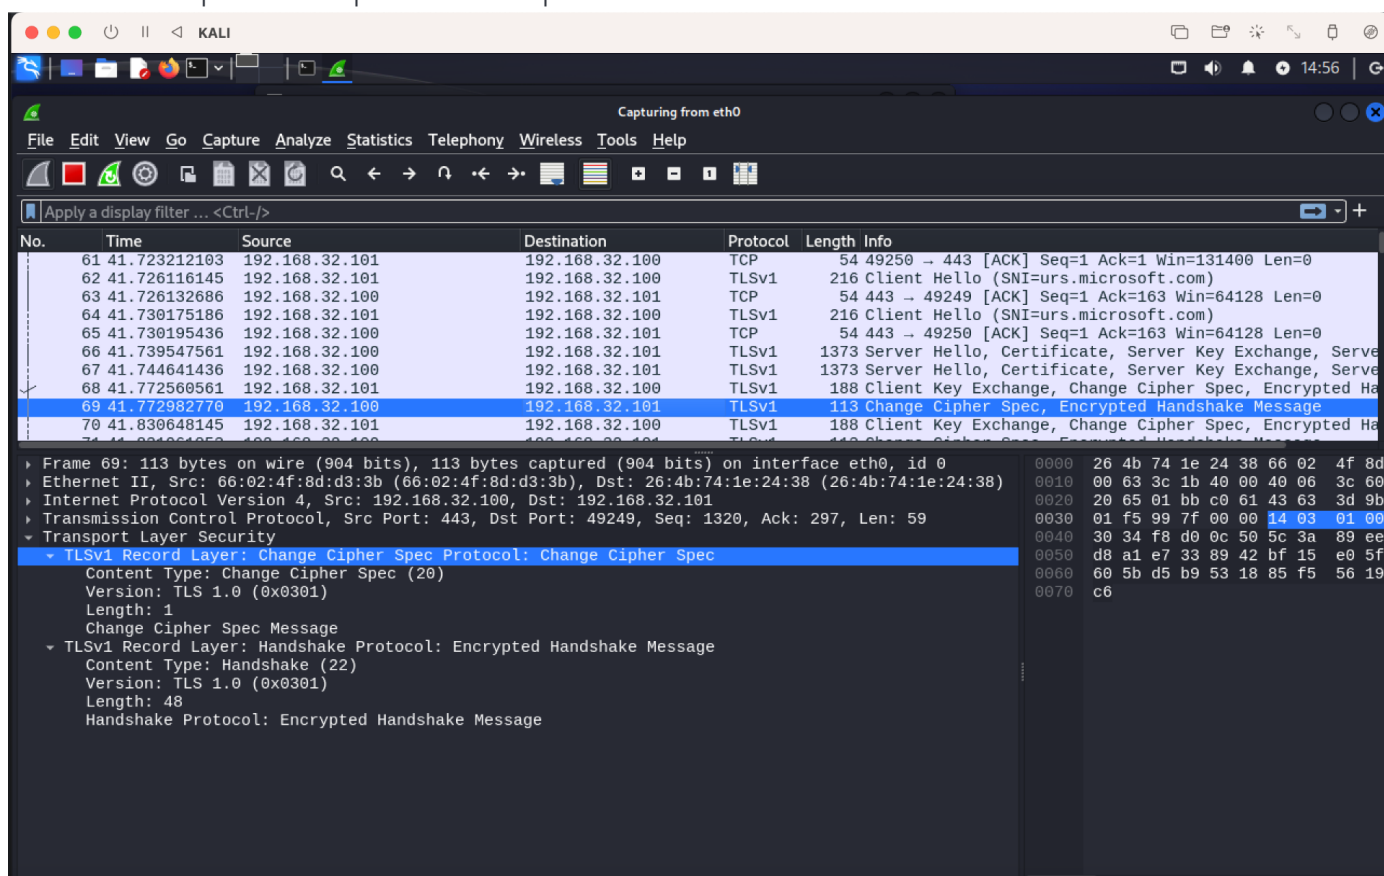 KALI
14:56
Capturing from eth0
File Edit View Go Capture Analyze Statistics Telephony Wireless Tools Help
Apply a display filter … <Ctrl-/>
No. Time Source Destination Protocol Length Info
61 41.723212103 192.168.32.101 192.168.32.100 TCP 54 49250 → 443 [ACK] Seq=1 Ack=1 Win=131400 Len=0
62 41.726116145 192.168.32.101 192.168.32.100 TLSv1 216 Client Hello (SNI=urs.microsoft.com)
63 41.726132686 192.168.32.100 192.168.32.101 TCP 54 443 → 49249 [ACK] Seq=1 Ack=163 Win=64128 Len=0
64 41.730175186 192.168.32.101 192.168.32.100 TLSv1 216 Client Hello (SNI=urs.microsoft.com)
65 41.730195436 192.168.32.100 192.168.32.101 TCP 54 443 → 49250 [ACK] Seq=1 Ack=163 Win=64128 Len=0
66 41.739547561 192.168.32.100 192.168.32.101 TLSv1 1373 Server Hello, Certificate, Server Key Exchange, Serve
67 41.744641436 192.168.32.100 192.168.32.101 TLSv1 1373 Server Hello, Certificate, Server Key Exchange, Serve
68 41.772560561 192.168.32.101 192.168.32.100 TLSv1 188 Client Key Exchange, Change Cipher Spec, Encrypted Ha
69 41.772982770 192.168.32.100 192.168.32.101 TLSv1 113 Change Cipher Spec, Encrypted Handshake Message
70 41.830648145 192.168.32.101 192.168.32.100 TLSv1 188 Client Key Exchange, Change Cipher Spec, Encrypted Ha
Frame 69: 113 bytes on wire (904 bits), 113 bytes captured (904 bits) on interface eth0, id 0
Ethernet II, Src: 66:02:4f:8d:d3:3b (66:02:4f:8d:d3:3b), Dst: 26:4b:74:1e:24:38 (26:4b:74:1e:24:38)
Internet Protocol Version 4, Src: 192.168.32.100, Dst: 192.168.32.101
Transmission Control Protocol, Src Port: 443, Dst Port: 49249, Seq: 1320, Ack: 297, Len: 59
Transport Layer Security
TLSv1 Record Layer: Change Cipher Spec Protocol: Change Cipher Spec
Content Type: Change Cipher Spec (20)
Version: TLS 1.0 (0x0301)
Length: 1
Change Cipher Spec Message
TLSv1 Record Layer: Handshake Protocol: Encrypted Handshake Message
Content Type: Handshake (22)
Version: TLS 1.0 (0x0301)
Length: 48
Handshake Protocol: Encrypted Handshake Message
0000 26 4b 74 1e 24 38 66 02 4f 8d
0010 00 63 3c 1b 40 00 40 06 3c 60
0020 20 65 01 bb c0 61 43 63 3d 9b
0030 01 f5 99 7f 00 00 14 03 01 00
0040 30 34 f8 d0 0c 50 5c 3a 89 ee
0050 d8 a1 e7 33 89 42 bf 15 e0 5f
0060 60 5b d5 b9 53 18 85 f5 56 19
0070 c6